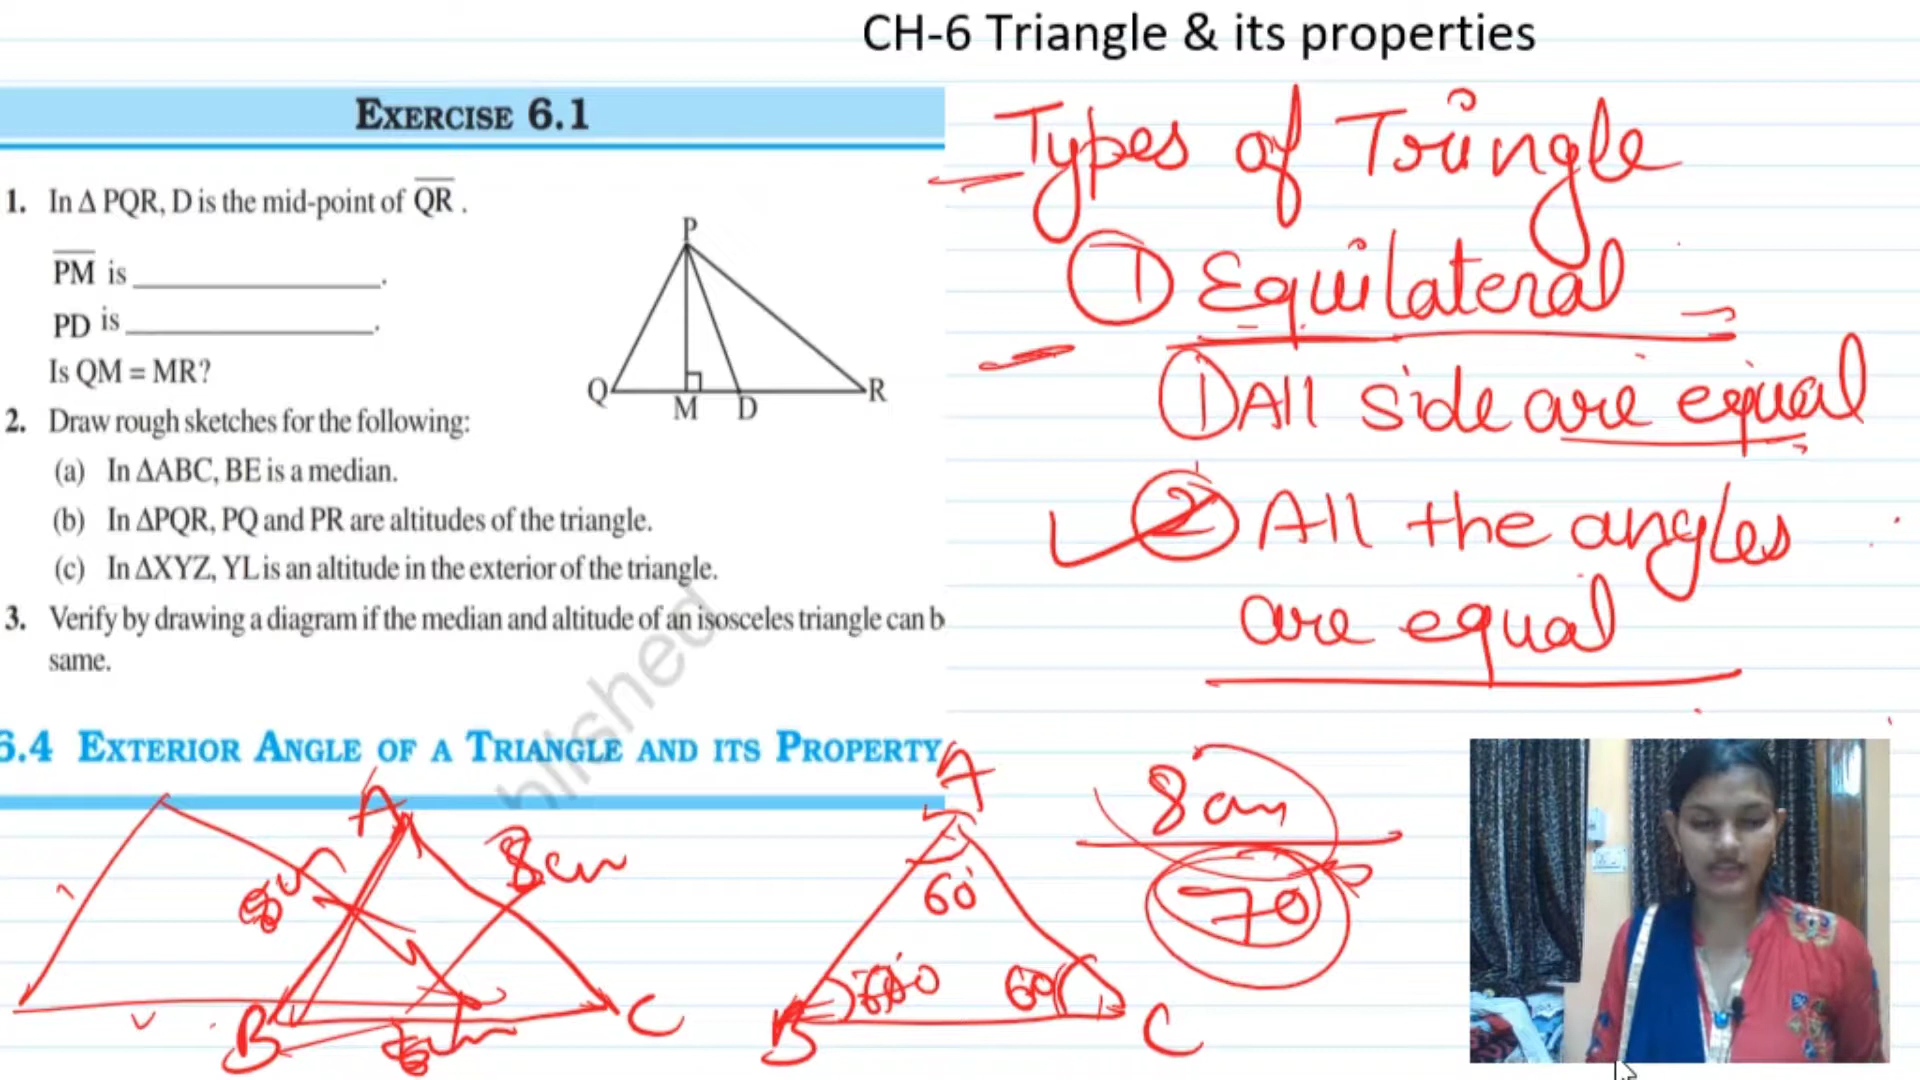 CH-6 Triangle & its properties
EXERCISE 6.1
1. In Δ PQR, D is the mid-point of QR .
PM is ____________________.
PD is ____________________.
Is QM = MR?
P
Q
M
D
R
2. Draw rough sketches for the following:
(a) In ΔABC, BE is a median.
(b) In ΔPQR, PQ and PR are altitudes of the triangle.
(c) In ΔXYZ, YL is an altitude in the exterior of the triangle.
3. Verify by drawing a diagram if the median and altitude of an isosceles triangle can b
same.
blished
6.4 EXTERIOR ANGLE OF A TRIANGLE AND ITS PROPERTY
Types of Triangle
① Equilateral
① All side are equal
② All the angles
are equal
A
8cm
B
C
A
60
60
B
C
8cm
70